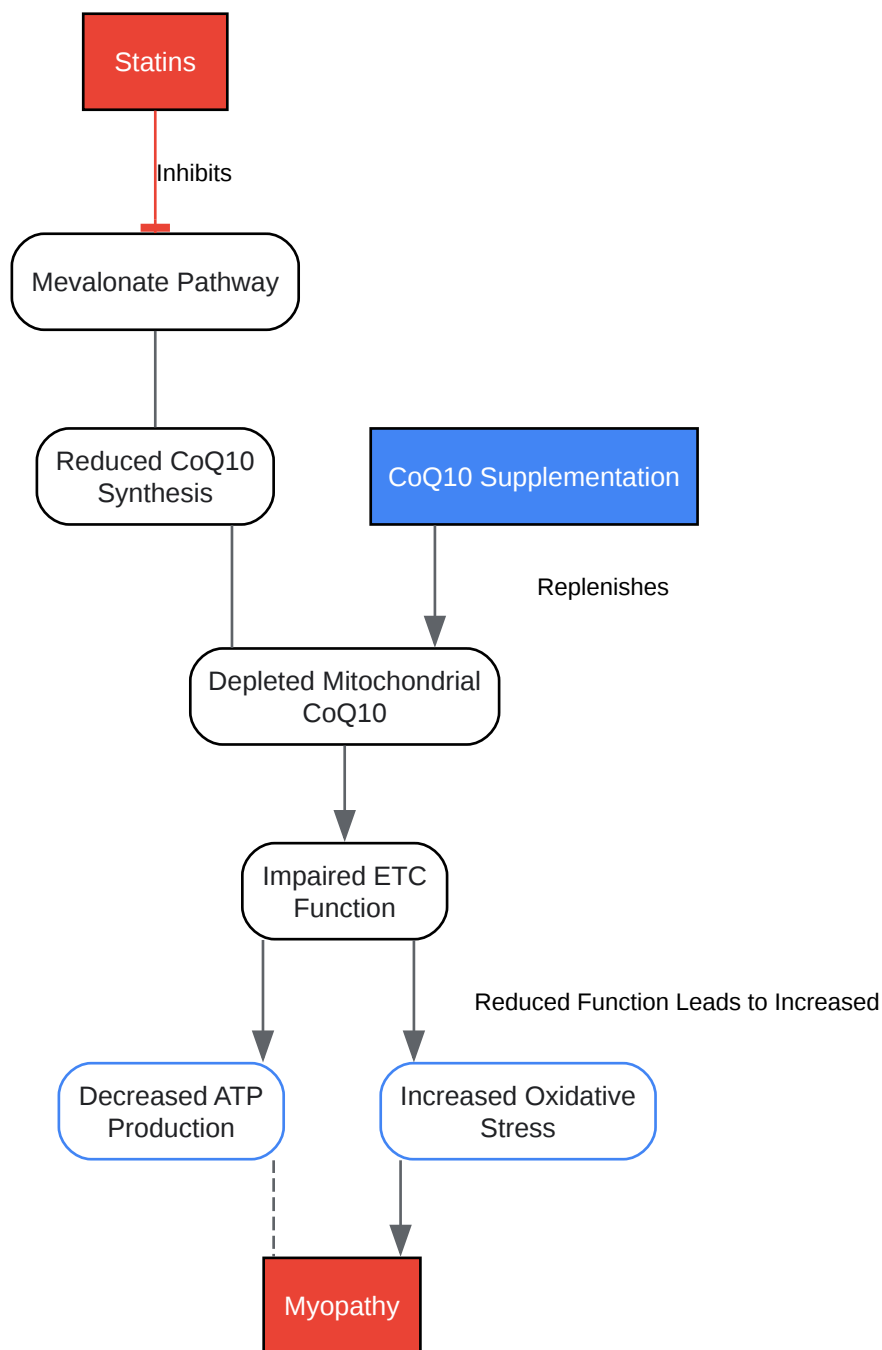 Statins
Inhibits
Mevalonate Pathway
Reduced CoQ10
Synthesis
CoQ10 Supplementation
Replenishes
Depleted Mitochondrial
CoQ10
Impaired ETC
Function
Reduced Function Leads to Increased
Decreased ATP
Production
Increased Oxidative
Stress
Myopathy